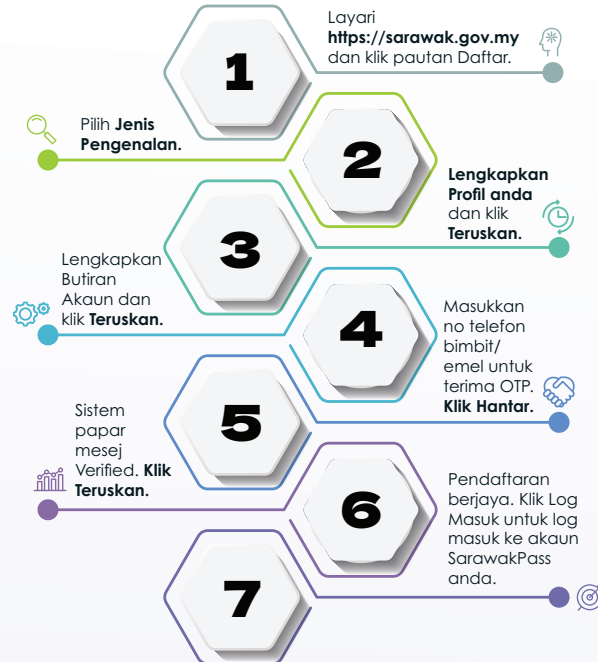 1
Layari
https://sarawak.gov.my
dan klik pautan Daftar.
2
Pilih Jenis
Pengenalan.
3
Lengkapkan
Profil anda
dan klik
Teruskan.
4
Lengkapkan
Butiran
Akaun dan
klik Teruskan.
5
Masukkan
no telefon
bimbit/
emel untuk
terima OTP.
Klik Hantar.
6
Sistem
papar
mesej
Verified. Klik
Teruskan.
7
Pendaftaran
berjaya. Klik Log
Masuk untuk log
masuk ke akaun
SarawakPass
anda.